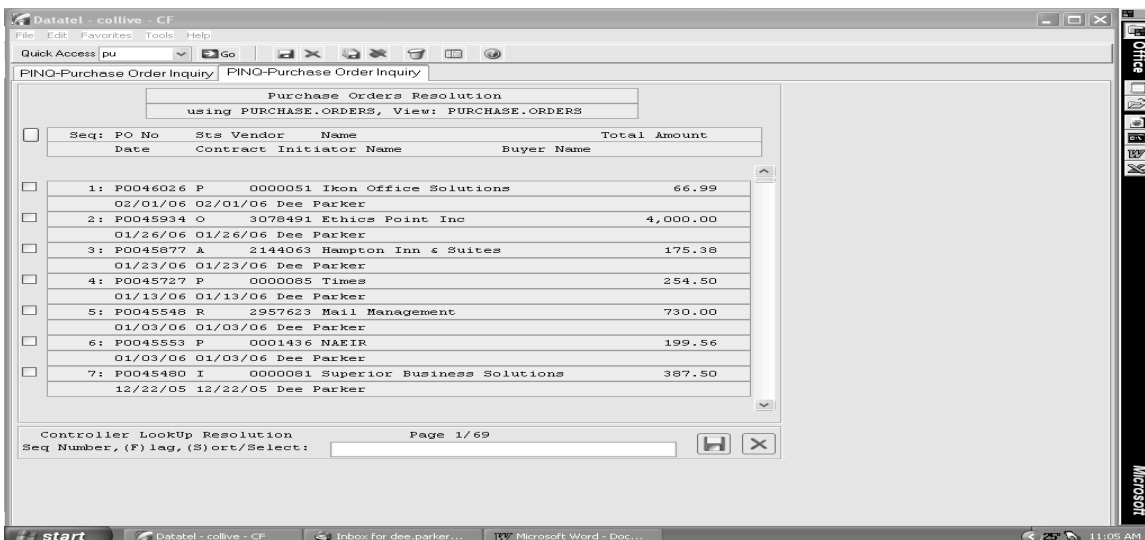 Datatel - collive - CF
File Edit Favorites Tools Help
Quick Access pu Go
PINQ-Purchase Order Inquiry PINQ-Purchase Order Inquiry
Purchase Orders Resolution
using PURCHASE.ORDERS, View: PURCHASE.ORDERS
Seq: PO No Sts Vendor Name Total Amount
Date Contract Initiator Name Buyer Name
1: P0046026 P 0000051 Ikon Office Solutions 66.99
02/01/06 02/01/06 Dee Parker
2: P0045934 O 3078491 Ethics Point Inc 4,000.00
01/26/06 01/26/06 Dee Parker
3: P0045877 A 2144063 Hampton Inn & Suites 175.38
01/23/06 01/23/06 Dee Parker
4: P0045727 P 0000085 Times 254.50
01/13/06 01/13/06 Dee Parker
5: P0045548 R 2957623 Mail Management 730.00
01/03/06 01/03/06 Dee Parker
6: P0045553 P 0001436 NAEIR 199.56
01/03/06 01/03/06 Dee Parker
7: P0045480 I 0000081 Superior Business Solutions 387.50
12/22/05 12/22/05 Dee Parker
Controller LookUp Resolution Page 1/69
Seq Number,(F)lag,(S)ort/Select:
Office
Microsoft
start Datatel - collive - CF Inbox for dee.parker... Microsoft Word - Doc... 25° 11:05 AM